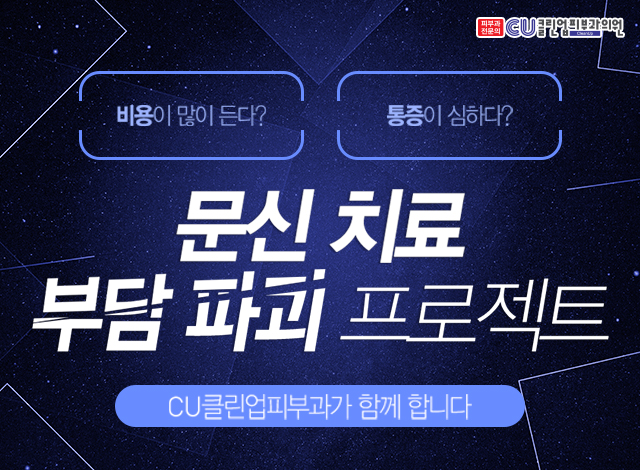 피부과
전문의
CU클린업피부과의원
CleanUp
비용이 많이 든다?
통증이 심하다?
문신 치료
부담 파괴 프로젝트
CU클린업피부과가 함께 합니다